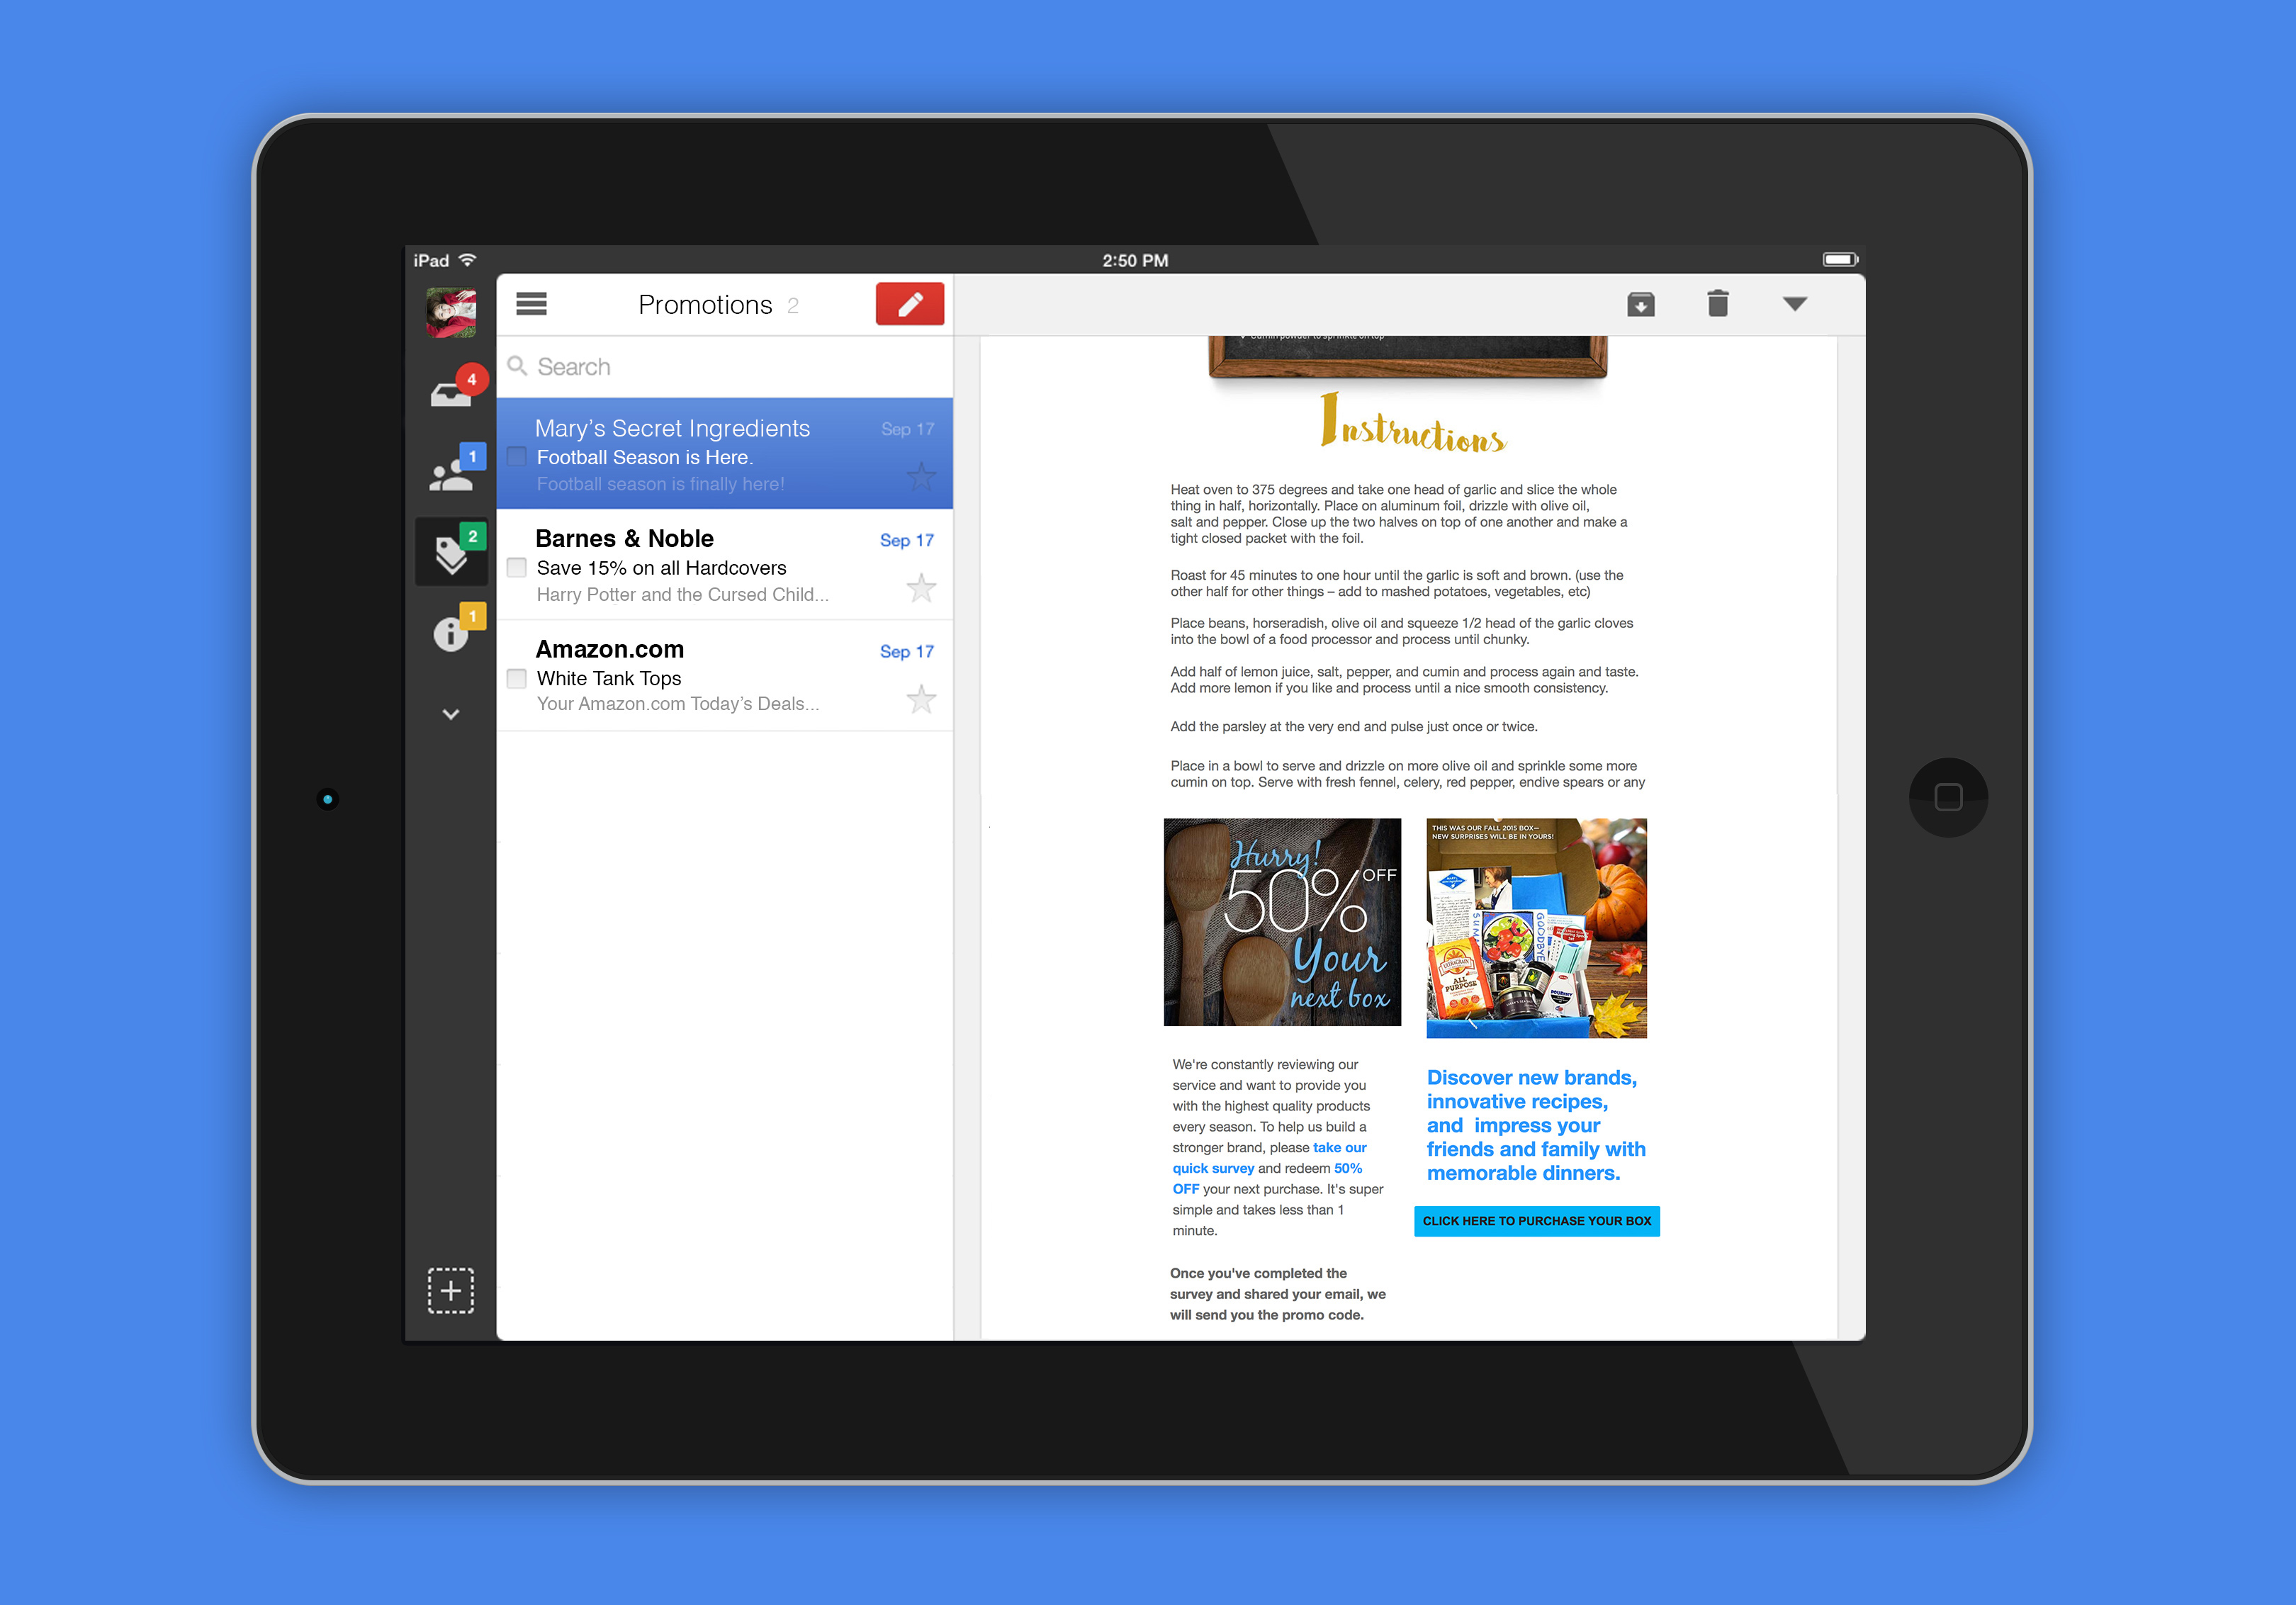 iPad
2:50 PM
4
1
2
1
Promotions 2
Search
Mary’s Secret Ingredients
Sep 17
Football Season is Here.
Football season is finally here!
Barnes & Noble
Sep 17
Save 15% on all Hardcovers
Harry Potter and the Cursed Child...
Amazon.com
Sep 17
White Tank Tops
Your Amazon.com Today’s Deals...
Cumin powder to sprinkle on top
Instructions
Heat oven to 375 degrees and take one head of garlic and slice the whole
thing in half, horizontally. Place on aluminum foil, drizzle with olive oil,
salt and pepper. Close up the two halves on top of one another and make a
tight closed packet with the foil.
Roast for 45 minutes to one hour until the garlic is soft and brown. (use the
other half for other things – add to mashed potatoes, vegetables, etc)
Place beans, horseradish, olive oil and squeeze 1/2 head of the garlic cloves
into the bowl of a food processor and process until chunky.
Add half of lemon juice, salt, pepper, and cumin and process again and taste.
Add more lemon if you like and process until a nice smooth consistency.
Add the parsley at the very end and pulse just once or twice.
Place in a bowl to serve and drizzle on more olive oil and sprinkle some more
cumin on top. Serve with fresh fennel, celery, red pepper, endive spears or any
Hurry!
50% OFF
Your
next box
THIS WAS OUR FALL 2015 BOX—
NEW SURPRISES WILL BE IN YOURS!
GOODBYE
SUM
ALL
PURPOSE
We're constantly reviewing our
service and want to provide you
with the highest quality products
every season. To help us build a
stronger brand, please take our
quick survey and redeem 50%
OFF your next purchase. It's super
simple and takes less than 1
minute.
Once you've completed the
survey and shared your email, we
will send you the promo code.
Discover new brands,
innovative recipes,
and  impress your
friends and family with
memorable dinners.
CLICK HERE TO PURCHASE YOUR BOX